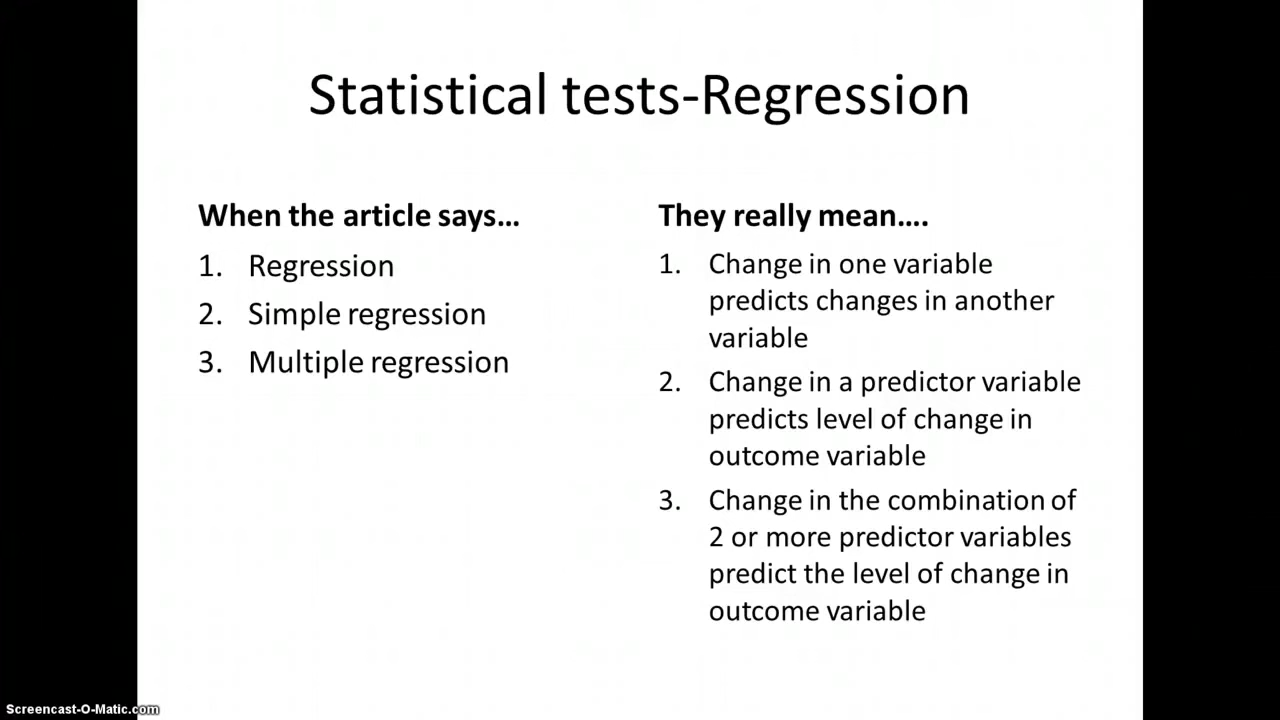 Statistical tests-Regression
When the article says...
1. Regression
2. Simple regression
3. Multiple regression
They really mean....
1. Change in one variable
predicts changes in another
variable
2. Change in a predictor variable
predicts level of change in
outcome variable
3. Change in the combination of
2 or more predictor variables
predict the level of change in
outcome variable
Screencast-O-Matic.com